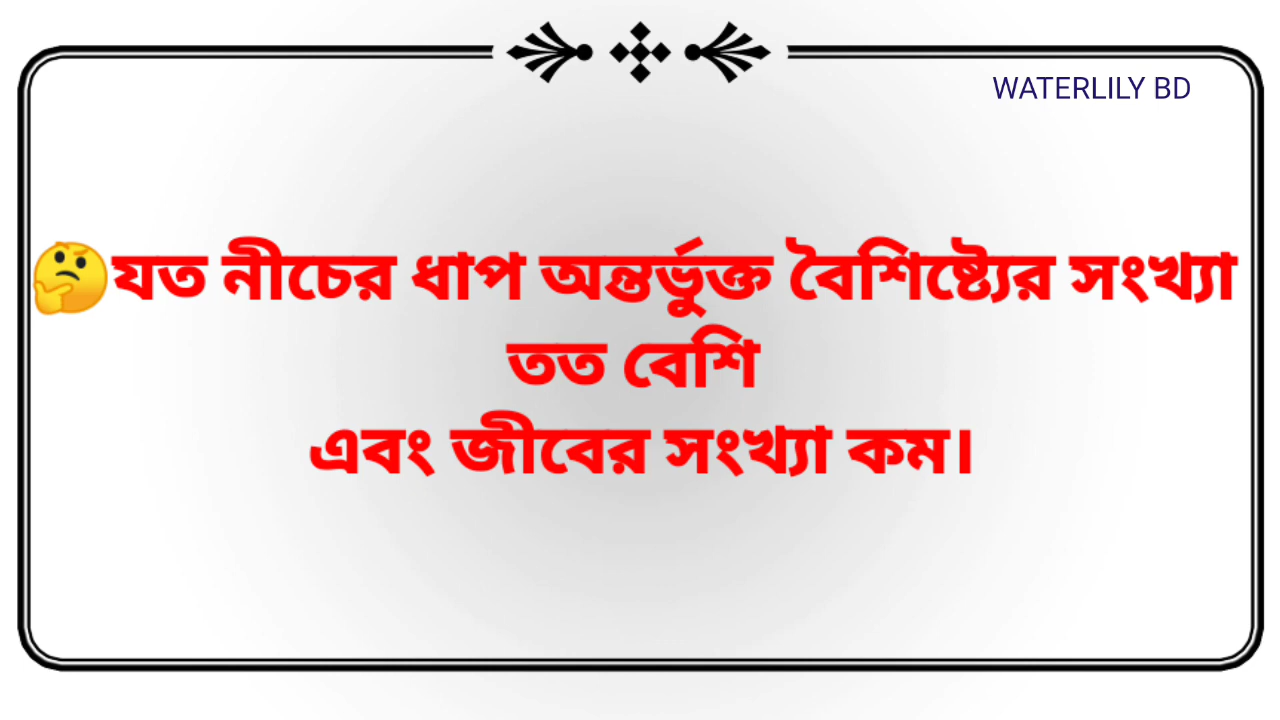 WATERLILY BD
🤔যত নীচের ধাপ অন্তর্ভুক্ত বৈশিষ্ট্যের সংখ্যা
তত বেশি
এবং জীবের সংখ্যা কম।